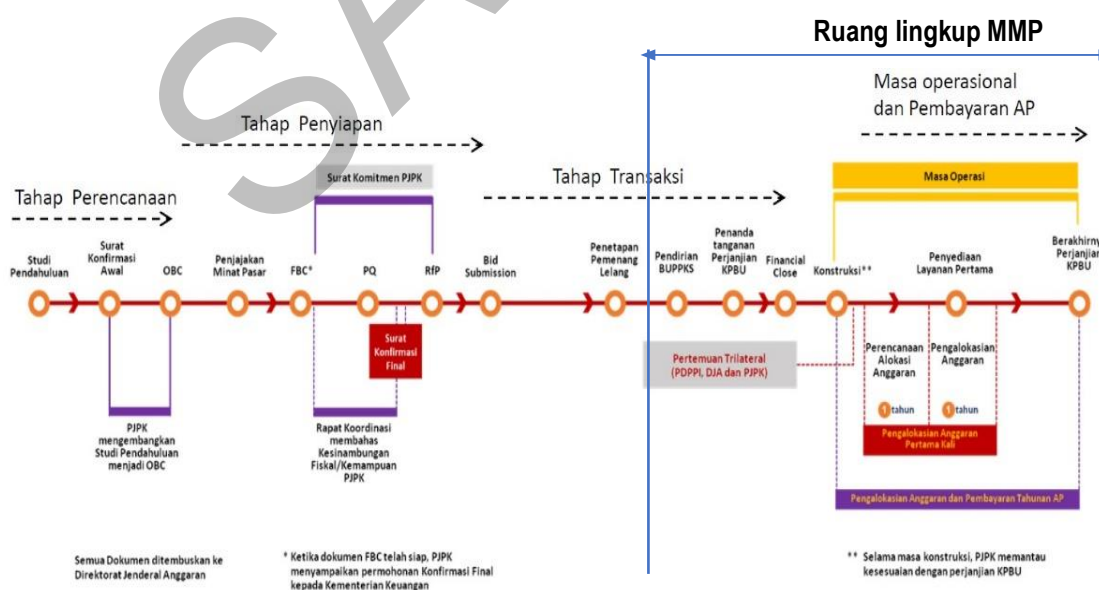 Ruang lingkup MMP
Masa operasional
dan Pembayaran AP
Tahap Penyiapan
Surat Komitmen PJPK
Masa Operasi
Tahap Transaksi
Tahap Perencanaan
Studi
Pendahuluan
Surat
Konfirmasi
Awal
OBC
Penjajakan
Minat Pasar
FBC*
PQ
RfP
Bid
Submission
Penetapan
Pemenang
Lelang
Pendirian
BUPPKS
Penanda
tanganan
Perjanjian
KPBU
Financial
Close
Konstruksi**
Penyediaan
Layanan Pertama
Berakhirny
Perjanjian
KPBU
Surat
Konfirmasi
Final
Pertemuan Trilateral
(PDPPI, DJA dan PJPK)
Perencanaan
Alokasi
Anggaran
1 tahun
Pengalokasian
Anggaran
1 tahun
Pengalokasian Anggaran
Pertama Kali
PJPK
mengembangkan
Studi Pendahuluan
menjadi OBC
Rapat Koordinasi
membahas
Kesinambungan
Fiskal/Kemampuan
PJPK
Pengalokasian Anggaran dan Pembayaran Tahunan AP
Semua Dokumen ditembuskan ke
Direktorat Jenderal Anggaran
* Ketika dokumen FBC telah siap, PJPK
menyampaikan permohonan Konfirmasi Final
kepada Kementerian Keuangan
** Selama masa konstruksi, PJPK memantau
kesesuaian dengan perjanjian KPBU